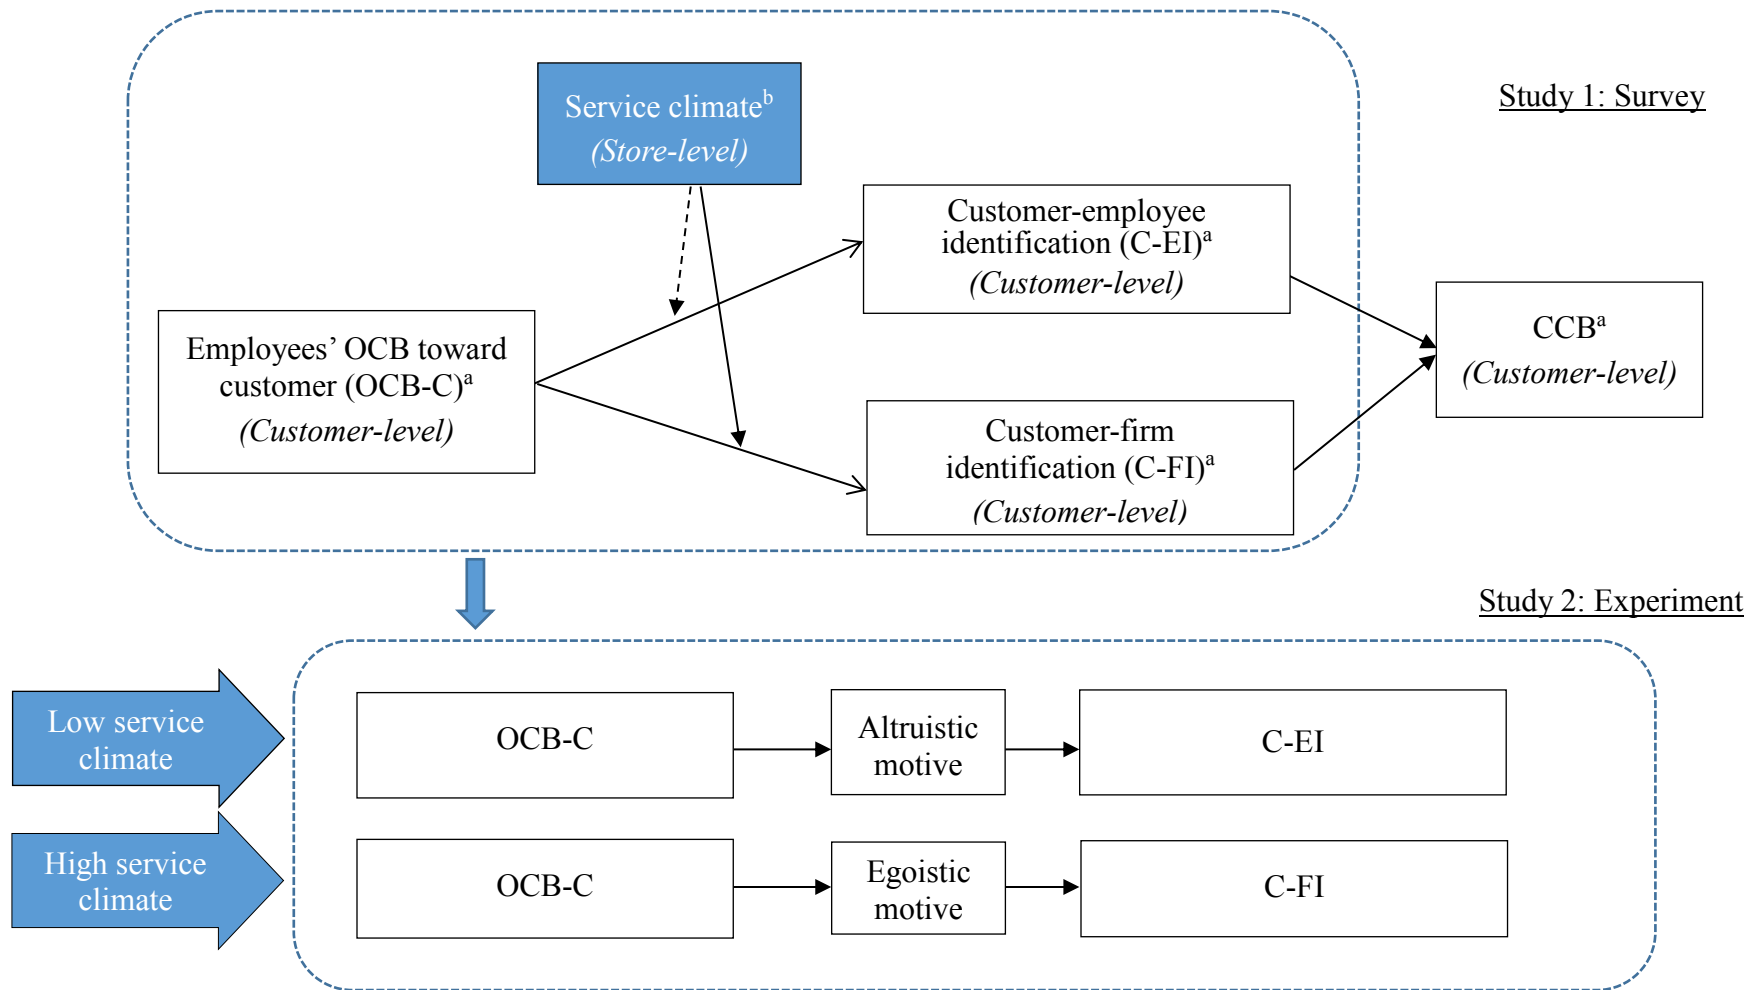 Study 1: Survey
Service climateᵇ
(Store-level)
Customer-employee
identification (C-EI)ᵃ
(Customer-level)
Employees’ OCB toward
customer (OCB-C)ᵃ
(Customer-level)
CCBᵃ
(Customer-level)
Customer-firm
identification (C-FI)ᵃ
(Customer-level)
Study 2: Experiment
Low service
climate
OCB-C
Altruistic
motive
C-EI
High service
climate
OCB-C
Egoistic
motive
C-FI